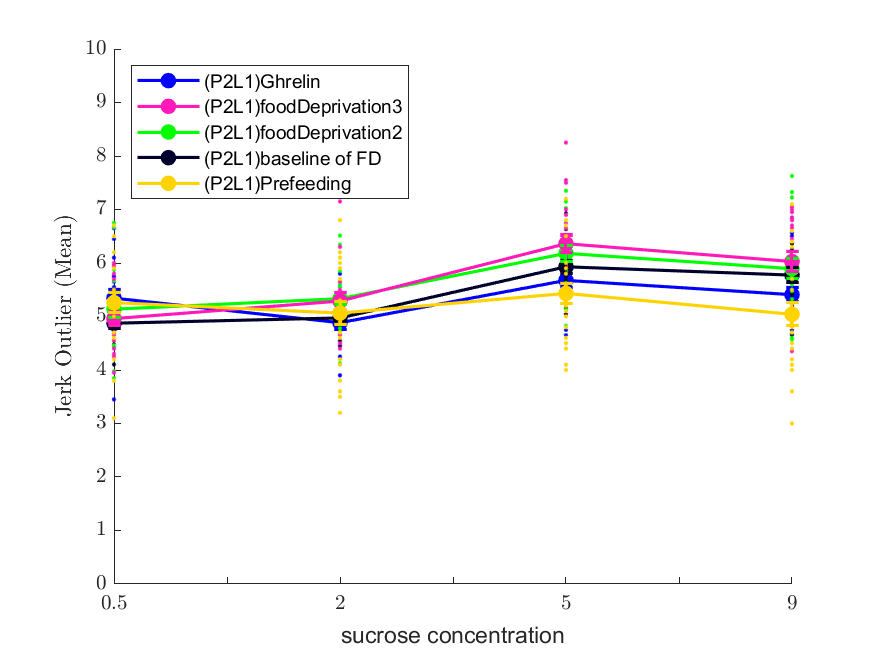 10
9
8
7
6
5
4
3
2
1
0
Jerk Outlier (Mean)
(P2L1)Ghrelin
(P2L1)foodDeprivation3
(P2L1)foodDeprivation2
(P2L1)baseline of FD
(P2L1)Prefeeding
0.5 2 5 9
sucrose concentration